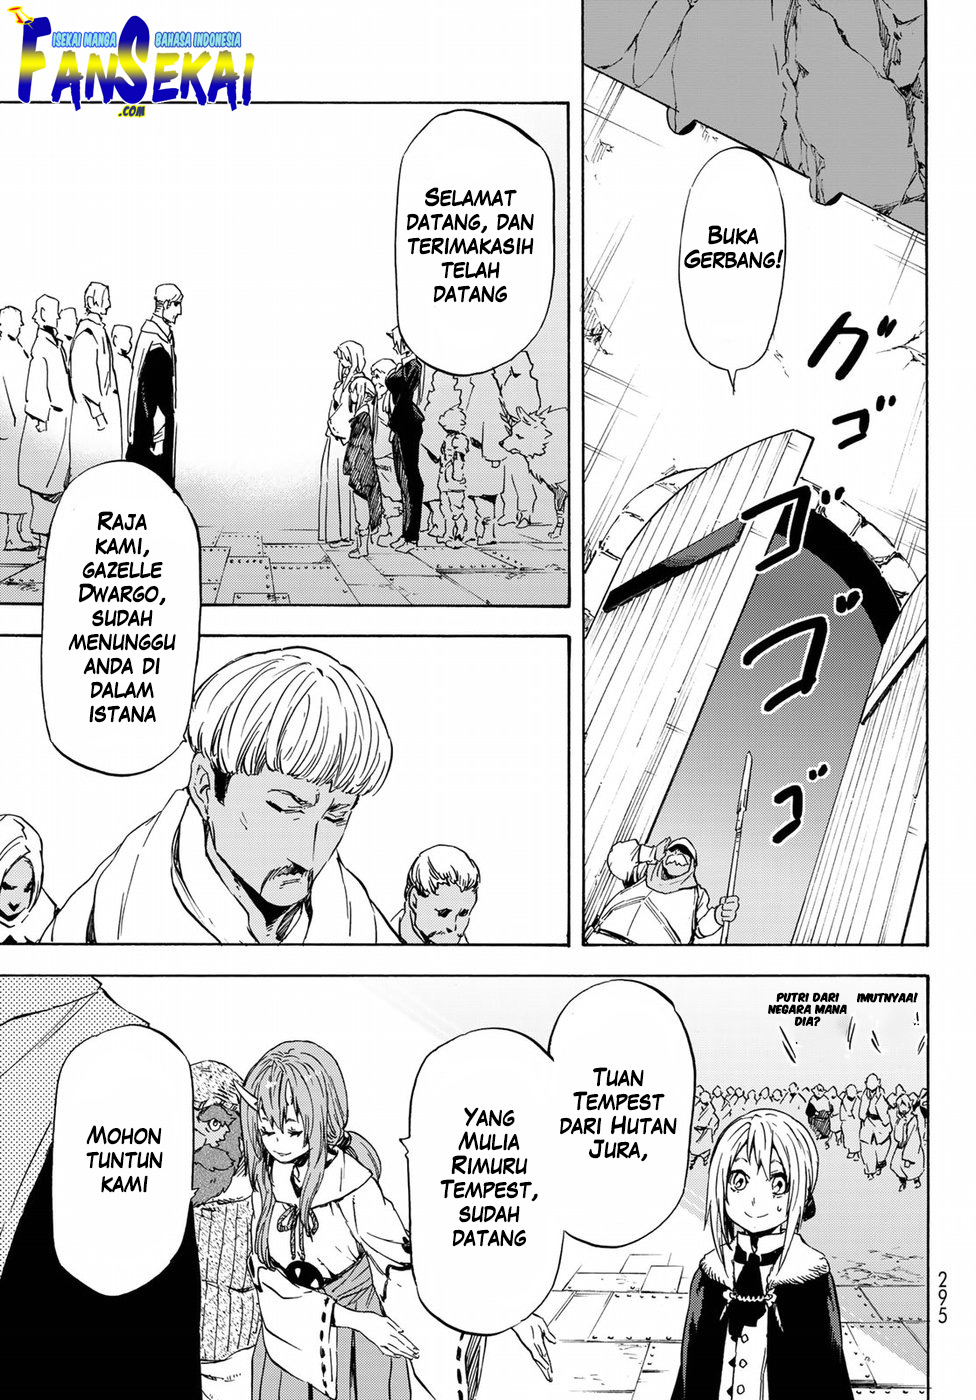 ISEKAI MANGA BAHASA INDONESIA
FANSEKAI
.COM
BUKA
GERBANG!
ゴゴゴゴゴ
SELAMAT
DATANG, DAN
TERIMAKASIH
TELAH
DATANG
RAJA
KAMI,
GAZELLE
DWARGO,
SUDAH
MENUNGGU
ANDA DI
DALAM
ISTANA
IMUTNYAA!
PUTRI DARI
NEGARA MANA
DIA?
TUAN
TEMPEST
DARI HUTAN
JURA,
YANG
MULIA
RIMURU
TEMPEST,
SUDAH
DATANG
MOHON
TUNTUN
KAMI
295